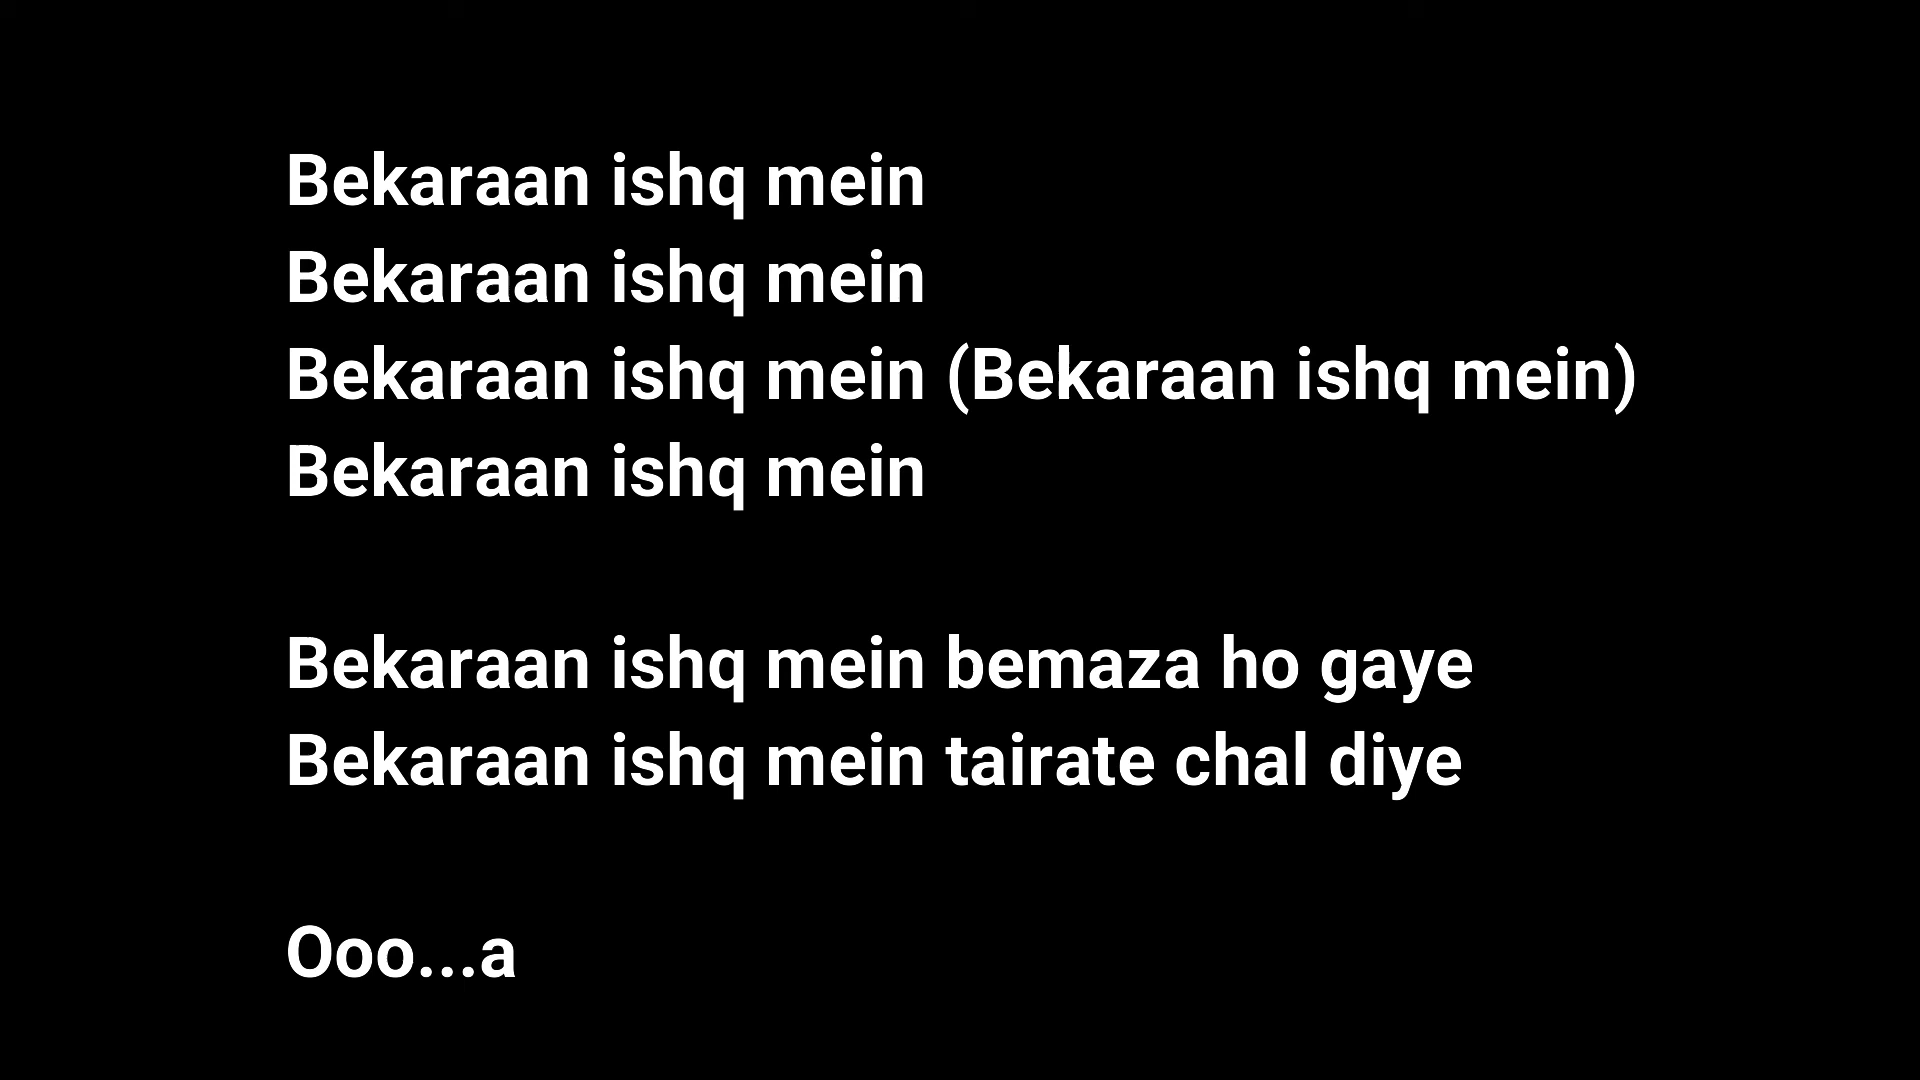 Bekaraan ishq mein
Bekaraan ishq mein
Bekaraan ishq mein (Bekaraan ishq mein)
Bekaraan ishq mein
Bekaraan ishq mein bemaza ho gaye
Bekaraan ishq mein tairate chal diye
Ooo...a